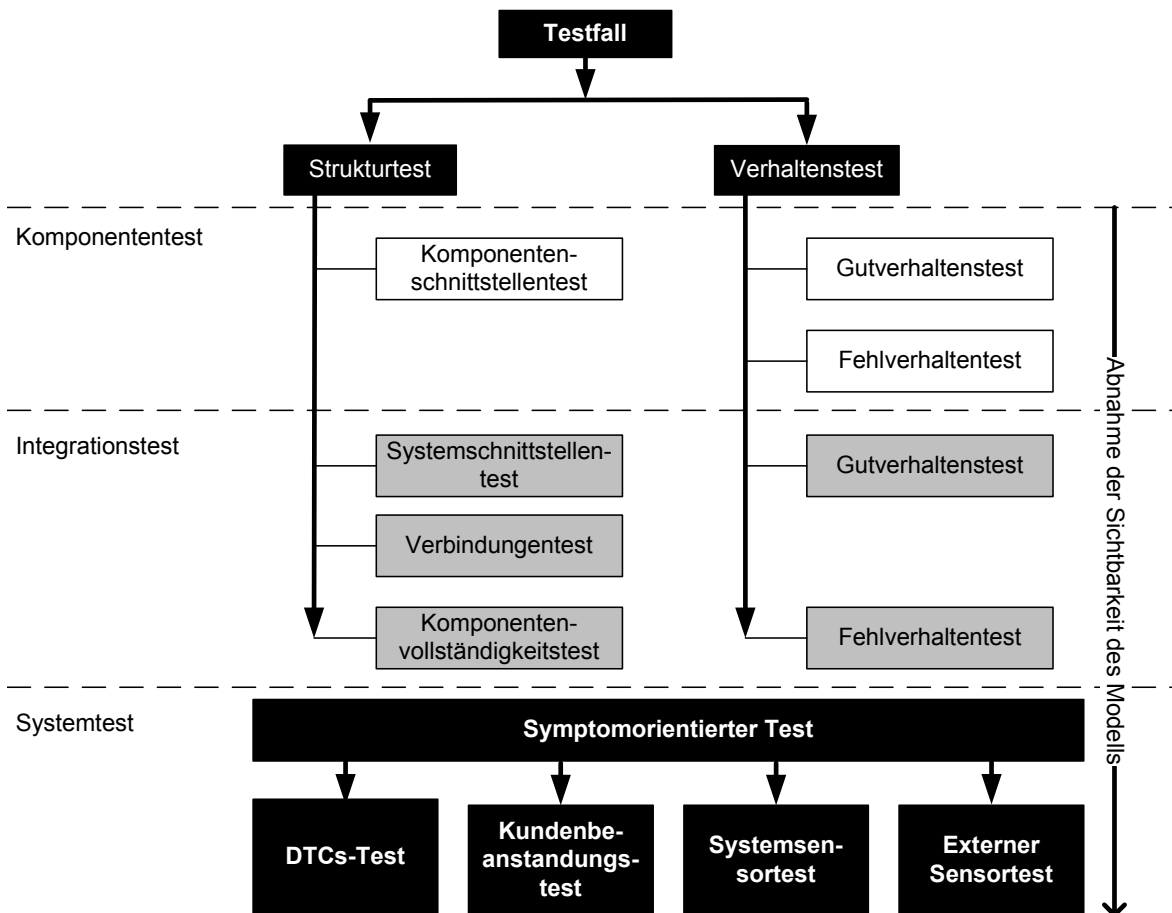 Testfall
Strukturtest
Verhaltenstest
Komponententest
Komponenten-
schnittstellentest
Gutverhaltenstest
Fehlverhaltentest
Integrationstest
Systemschnittstellen-
test
Gutverhaltenstest
Verbindungentest
Komponenten-
vollständigkeitstest
Fehlverhaltentest
Abnahme der Sichtbarkeit des Modells
Systemtest
Symptomorientierter Test
DTCs-Test
Kundenbe-
anstandungs-
test
Systemsen-
sortest
Externer
Sensortest